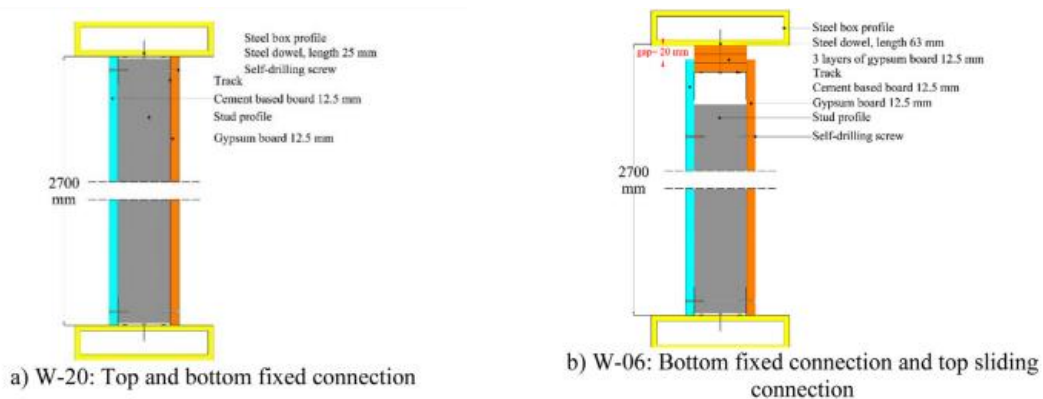 Steel box profile
Steel dowel, length 25 mm
Self-drilling screw
Track
Cement based board 12.5 mm
Stud profile
Gypsum board 12.5 mm
2700
mm
a) W-20: Top and bottom fixed connection
Steel box profile
Steel dowel, length 63 mm
gap= 20 mm
3 layers of gypsum board 12.5 mm
Track
Cement based board 12.5 mm
Gypsum board 12.5 mm
Stud profile
Self-drilling screw
2700
mm
b) W-06: Bottom fixed connection and top sliding
connection